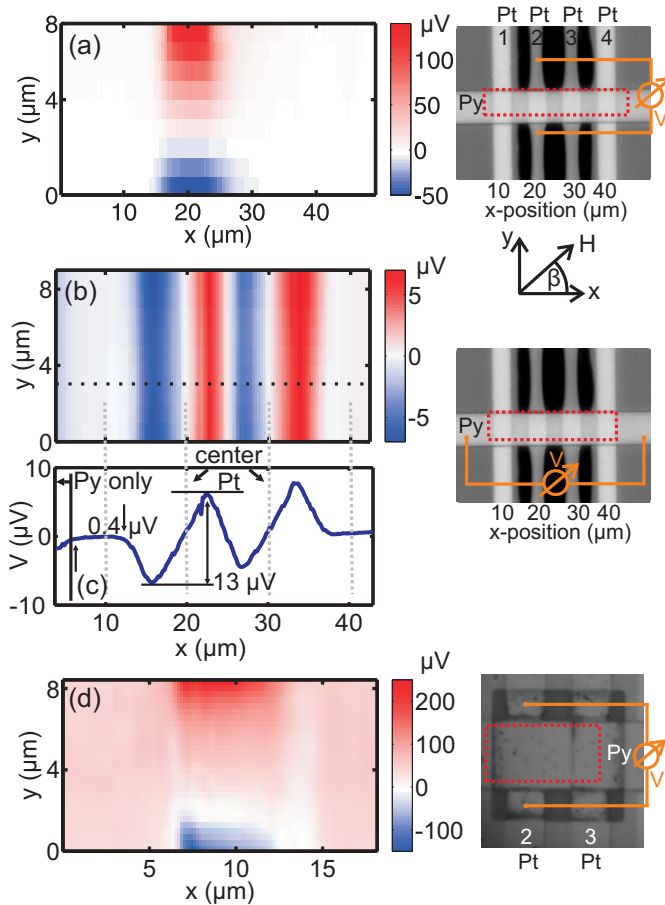 Pt Pt Pt Pt
1 2 3 4
(a)
μV
100
50
0
-50
y (μm)
8
4
0
10 20 30 40
x (μm)
Py
V
10 20 30 40
x-position (μm)
y
H
β
x
(b)
μV
5
0
-5
y (μm)
8
4
0
center
Pt
Py only
0.4 μV
13 μV
(c)
V (μV)
10
0
-10
10 20 30 40
x (μm)
Py
V
10 20 30 40
x-position (μm)
(d)
μV
200
100
0
-100
y (μm)
8
4
0
5 10 15
x (μm)
Py
V
2 3
Pt Pt